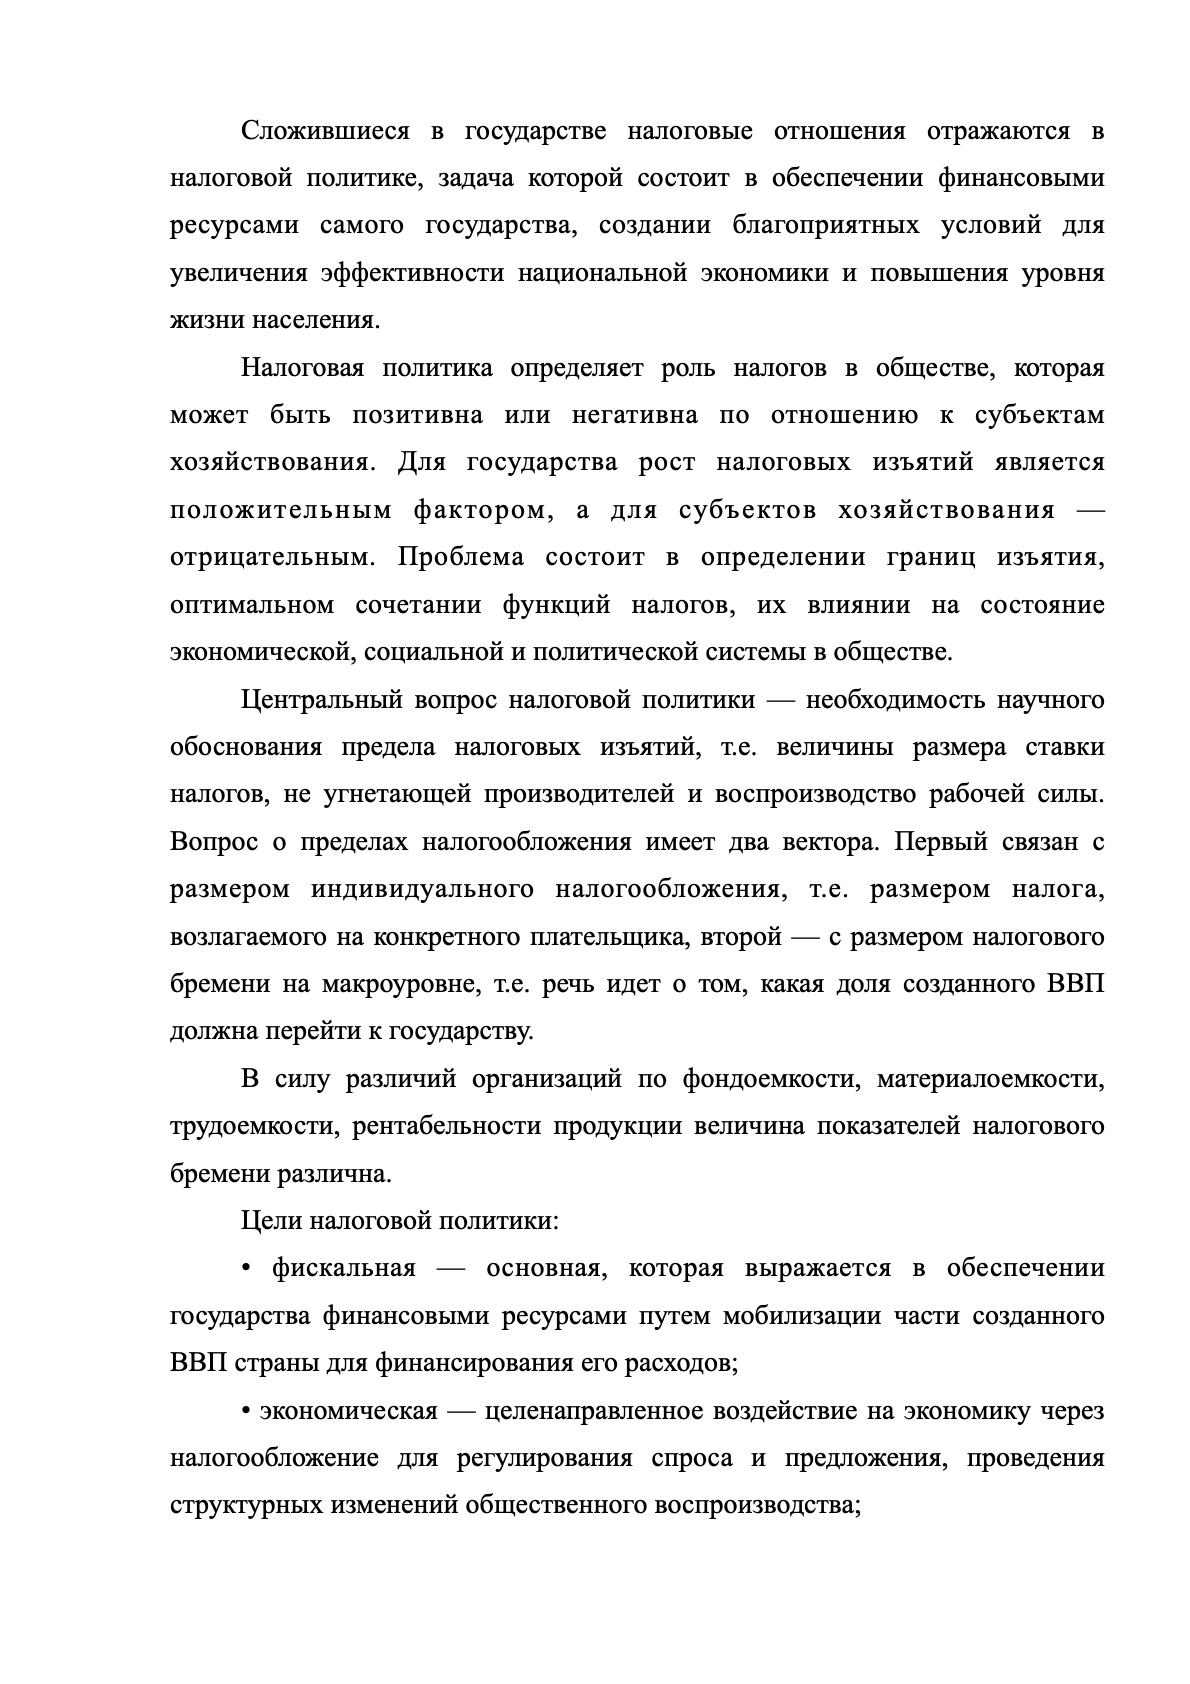 Сложившиеся в государстве налоговые отношения отражаются в
налоговой политике, задача которой состоит в обеспечении финансовыми
ресурсами самого государства, создании благоприятных условий для
увеличения эффективности национальной экономики и повышения уровня
жизни населения.
Налоговая политика определяет роль налогов в обществе, которая
может быть позитивна или негативна по отношению к субъектам
хозяйствования. Для государства рост налоговых изъятий является
положительным фактором, а для субъектов хозяйствования —
отрицательным. Проблема состоит в определении границ изъятия,
оптимальном сочетании функций налогов, их влиянии на состояние
экономической, социальной и политической системы в обществе.
Центральный вопрос налоговой политики — необходимость научного
обоснования предела налоговых изъятий, т.е. величины размера ставки
налогов, не угнетающей производителей и воспроизводство рабочей силы.
Вопрос о пределах налогообложения имеет два вектора. Первый связан с
размером индивидуального налогообложения, т.е. размером налога,
возлагаемого на конкретного плательщика, второй — с размером налогового
бремени на макроуровне, т.е. речь идет о том, какая доля созданного ВВП
должна перейти к государству.
В силу различий организаций по фондоемкости, материалоемкости,
трудоемкости, рентабельности продукции величина показателей налогового
бремени различна.
Цели налоговой политики:
• фискальная — основная, которая выражается в обеспечении
государства финансовыми ресурсами путем мобилизации части созданного
ВВП страны для финансирования его расходов;
• экономическая — целенаправленное воздействие на экономику через
налогообложение для регулирования спроса и предложения, проведения
структурных изменений общественного воспроизводства;